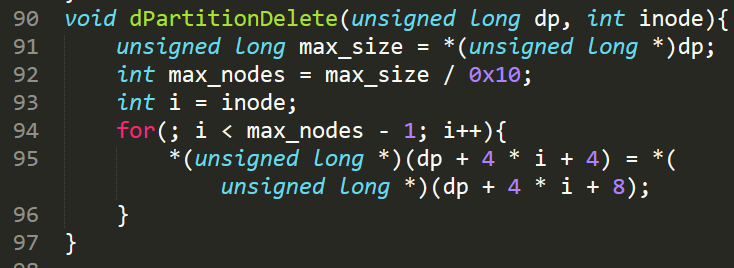 90 void dPartitionDelete(unsigned long dp, int inode){
91 unsigned long max_size = *(unsigned long *)dp;
92 int max_nodes = max_size / 0x10;
93 int i = inode;
94 for(; i < max_nodes - 1; i++){
95 *(unsigned long *)(dp + 4 * i + 4) = *(
unsigned long *)(dp + 4 * i + 8);
96 }
97 }